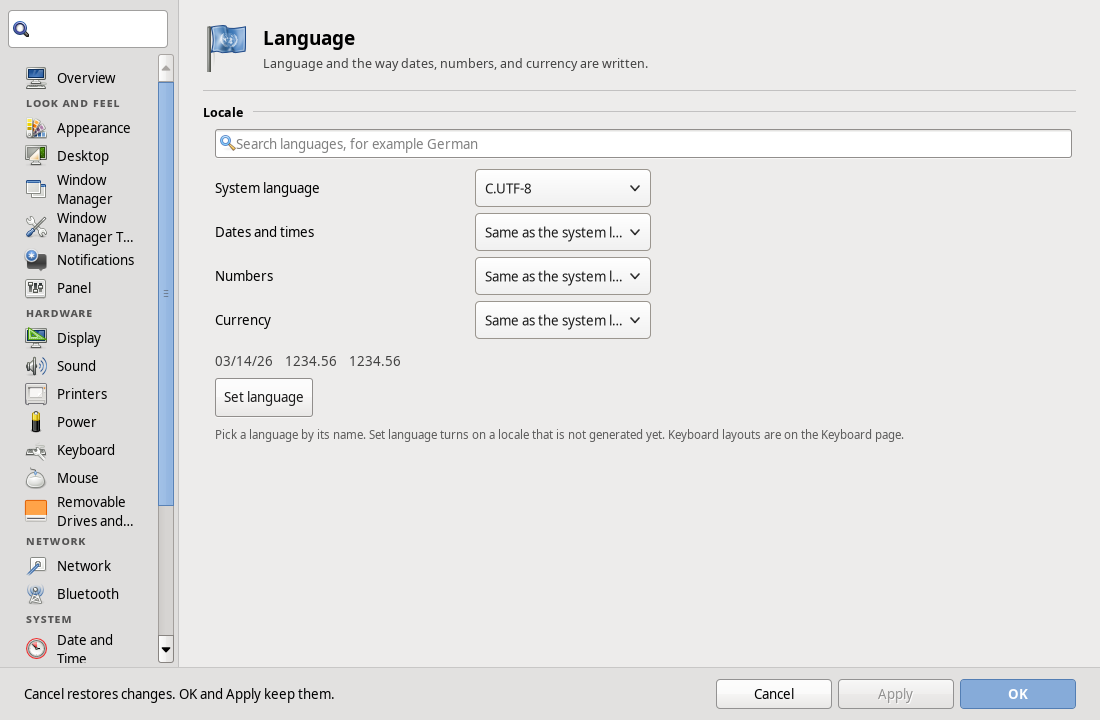 Overview
LOOK AND FEEL
Appearance
Desktop
Window
Manager
Window
Manager T...
Notifications
Panel
HARDWARE
Display
Sound
Printers
Power
Keyboard
Mouse
Removable
Drives and...
NETWORK
Network
Bluetooth
SYSTEM
Date and
Time
Language
Language and the way dates, numbers, and currency are written.
Locale
Search languages, for example German
System language
C.UTF-8
Dates and times
Same as the system l...
Numbers
Same as the system l...
Currency
Same as the system l...
03/14/26 1234.56 1234.56
Set language
Pick a language by its name. Set language turns on a locale that is not generated yet. Keyboard layouts are on the Keyboard page.
Cancel restores changes. OK and Apply keep them.
Cancel
Apply
OK